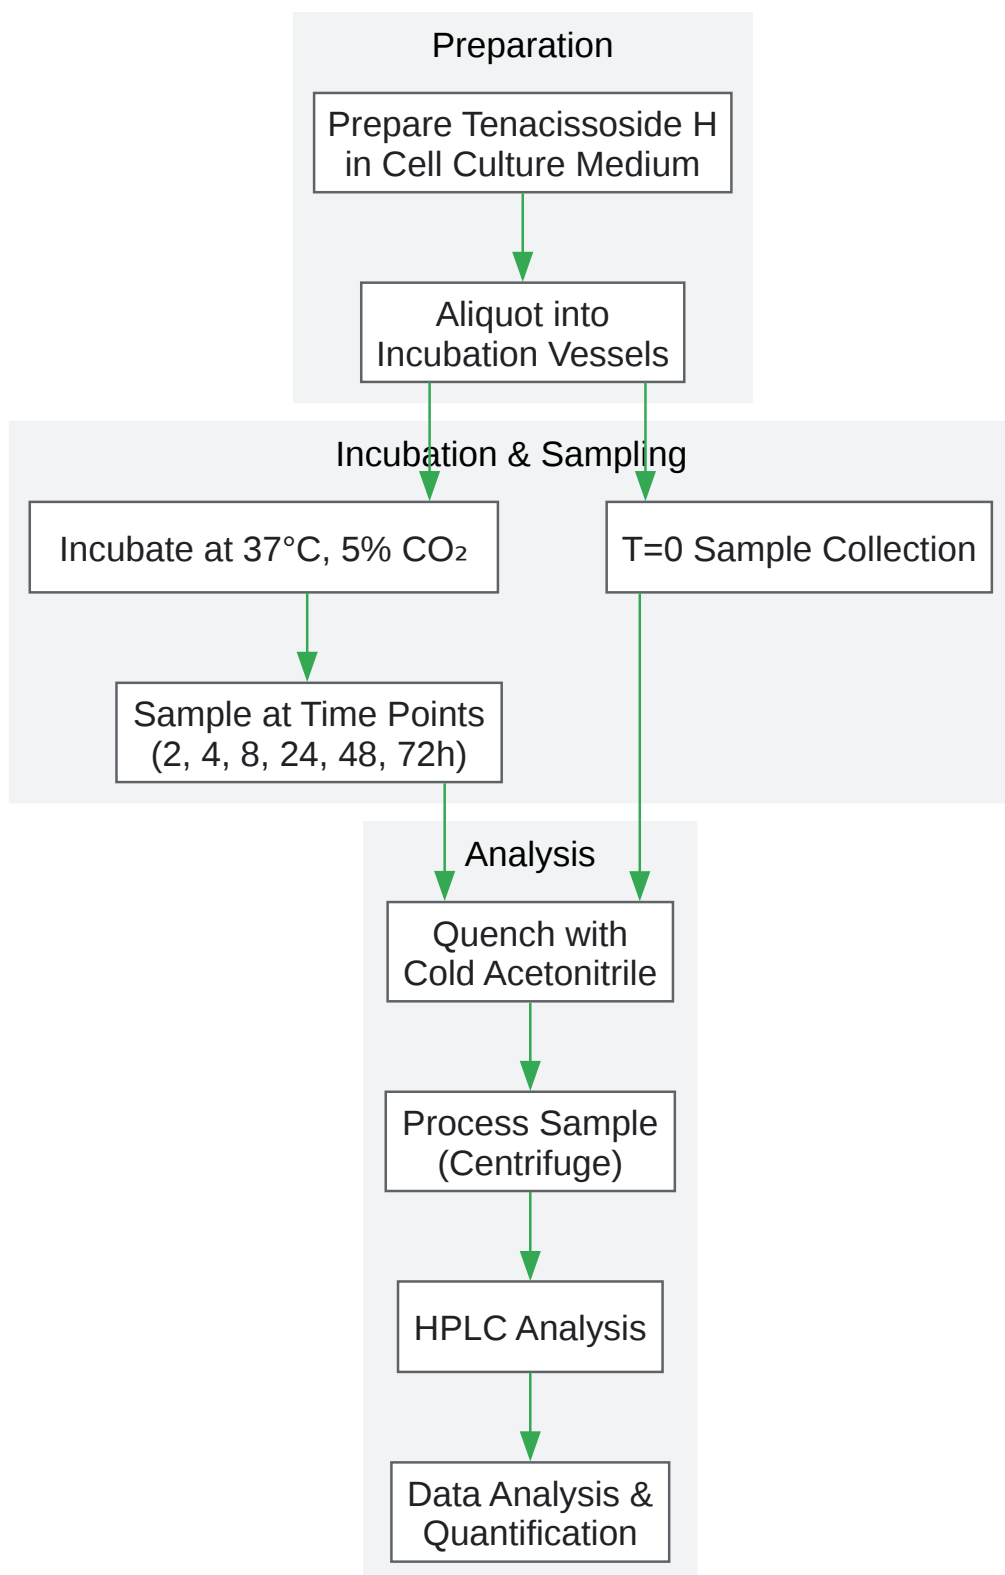 Preparation
Prepare Tenacissoside H
in Cell Culture Medium
Aliquot into
Incubation Vessels
Incubation & Sampling
Incubate at 37°C, 5% CO₂
T=0 Sample Collection
Sample at Time Points
(2, 4, 8, 24, 48, 72h)
Analysis
Quench with
Cold Acetonitrile
Process Sample
(Centrifuge)
HPLC Analysis
Data Analysis &
Quantification